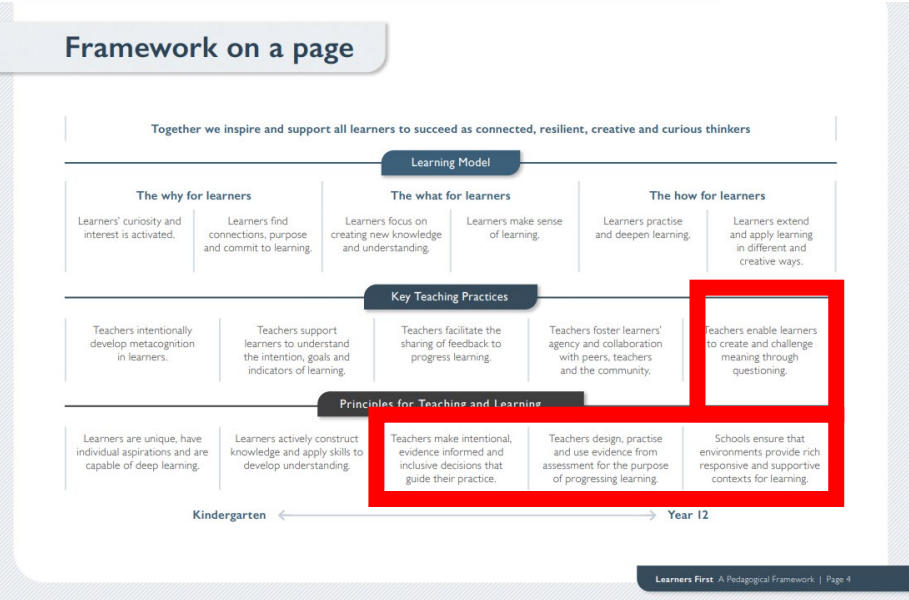 Framework on a page
Together we inspire and support all learners to succeed as connected, resilient, creative and curious thinkers
Learning Model
The why for learners
Learners' curiosity and
interest is activated.
Learners find
connections, purpose
and commit to learning.
The what for learners
Learners focus on
creating new knowledge
and understanding.
Learners make sense
of learning.
The how for learners
Learners practise
and deepen learning.
Learners extend
and apply learning
in different and
creative ways.
Key Teaching Practices
Teachers intentionally
develop metacognition
in learners.
Teachers support
learners to understand
the intention, goals and
indicators of learning.
Teachers facilitate the
sharing of feedback to
progress learning.
Teachers foster learners'
agency and collaboration
with peers, teachers
and the community.
Teachers enable learners
to create and challenge
meaning through
questioning.
Principles for Teaching and Learning
Learners are unique, have
individual aspirations and are
capable of deep learning.
Learners actively construct
knowledge and apply skills to
develop understanding.
Teachers make intentional,
evidence informed and
inclusive decisions that
guide their practice.
Teachers design, practise
and use evidence from
assessment for the purpose
of progressing learning.
Schools ensure that
environments provide rich
responsive and supportive
contexts for learning.
Kindergarten
Year 12
Learners First A Pedagogical Framework | Page 4